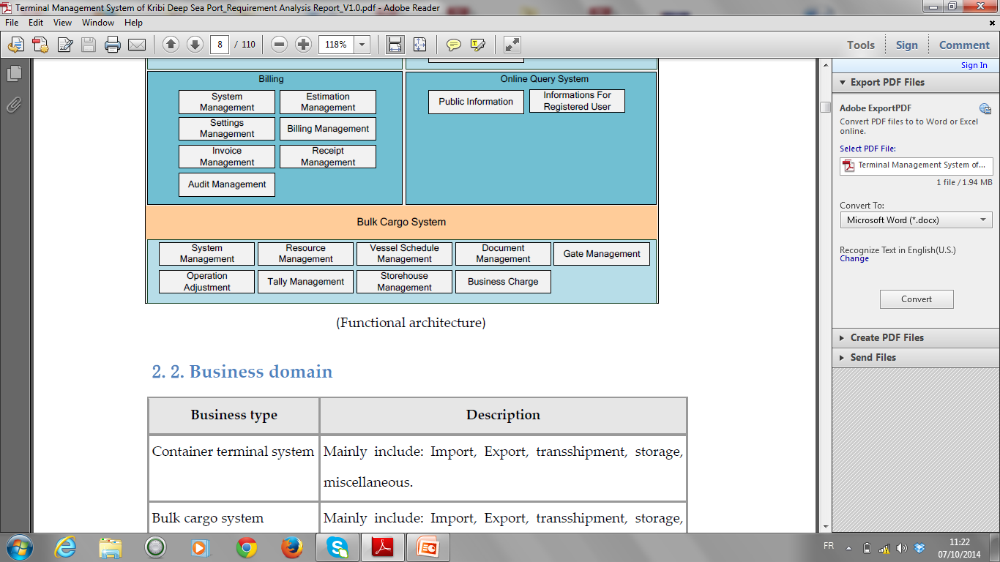 Terminal Management System of Kribi Deep Sea Port_Requirement Analysis Report_V1.0.pdf - Adobe Reader
File Edit View Window Help
8 / 110 118% Tools Sign Comment
Sign In
Export PDF Files
Adobe ExportPDF
Convert PDF files to to Word or Excel
online.
Select PDF File:
Terminal Management System of...
1 file / 1.94 MB
Convert To:
Microsoft Word (*.docx)
Recognize Text in English(U.S.)
Change
Convert
Create PDF Files
Send Files
Billing
System
Management
Estimation
Management
Settings
Management
Billing Management
Invoice
Management
Receipt
Management
Audit Management
Online Query System
Public Information
Informations For
Registered User
Bulk Cargo System
System
Management
Resource
Management
Vessel Schedule
Management
Document
Management
Gate Management
Operation
Adjustment
Tally Management
Storehouse
Management
Business Charge
(Functional architecture)
2. 2. Business domain
Business type Description
Container terminal system Mainly include: Import, Export, transshipment, storage,
miscellaneous.
Bulk cargo system Mainly include: Import, Export, transshipment, storage,
FR 11:22
07/10/2014